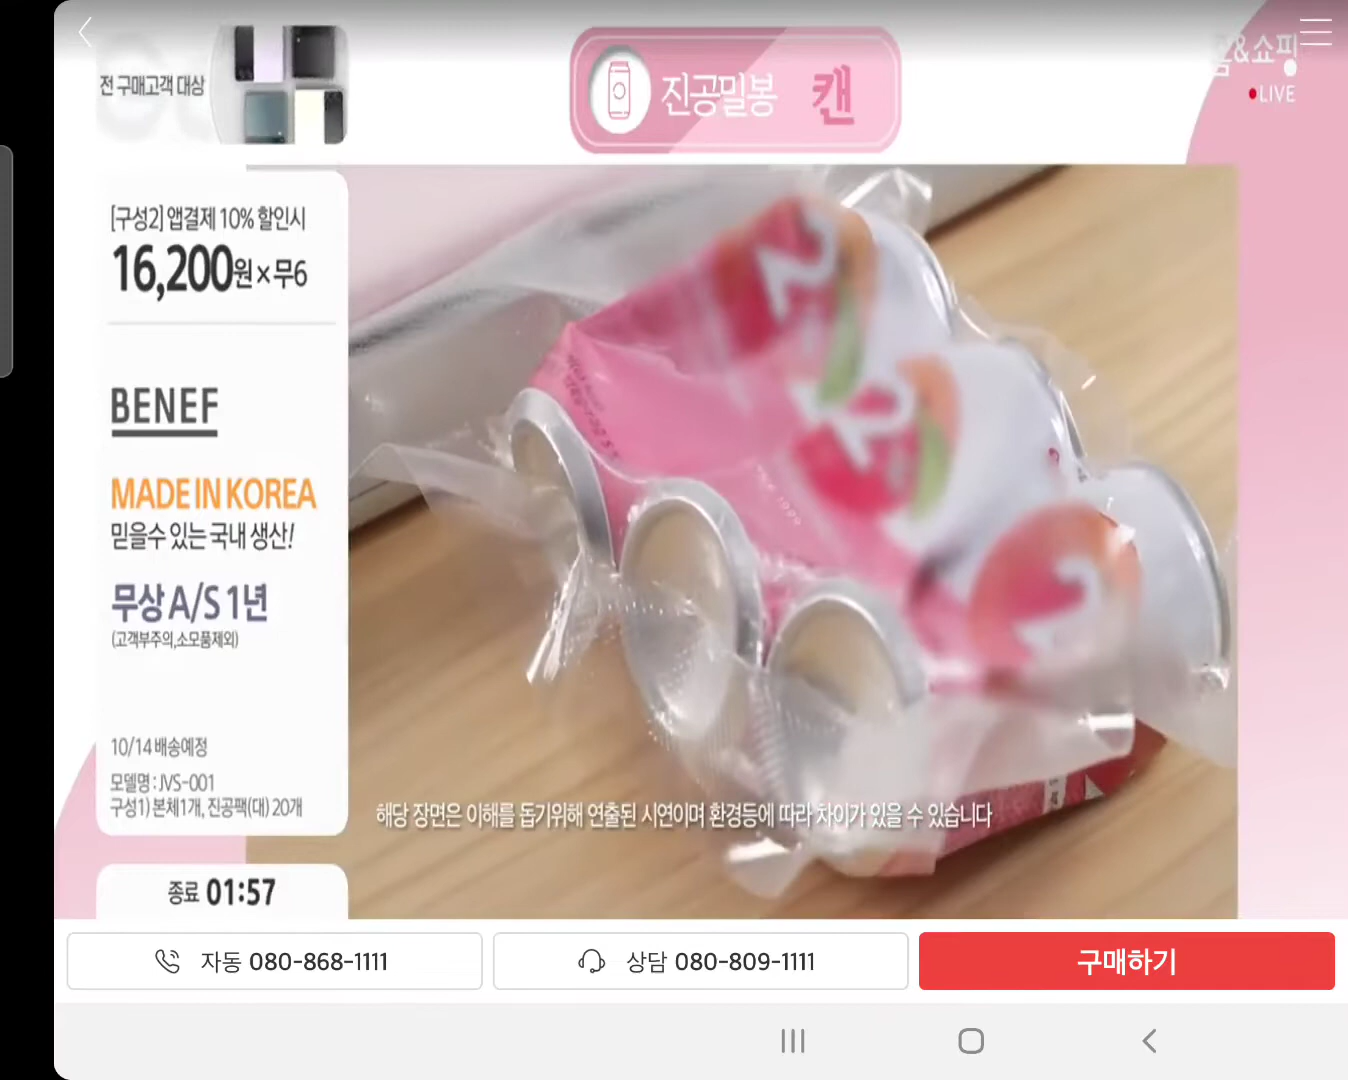 전 구매고객 대상
진공밀봉 캔
홈&쇼핑
LIVE
[구성2] 앱결제 10% 할인시
16,200원×무6
BENEF
MADE IN KOREA
믿을수 있는 국내 생산!
무상 A/S 1년
(고객부주의,소모품제외)
10/14 배송예정
모델명 : JVS-001
구성1) 본체1개, 진공팩(대) 20개
해당 장면은 이해를 돕기위해 연출된 시연이며 환경등에 따라 차이가 있을 수 있습니다
종료 01:57
자동 080-868-1111
상담 080-809-1111
구매하기